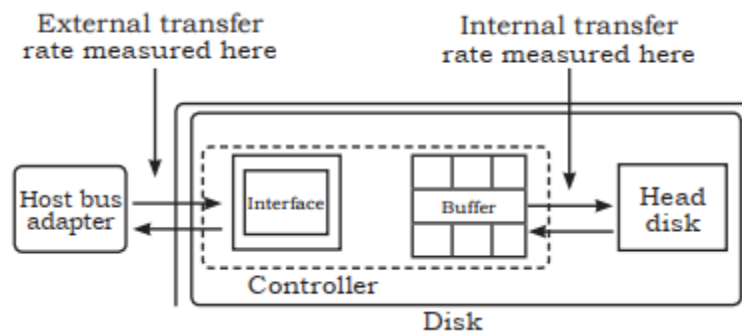 External transfer
rate measured here
Internal transfer
rate measured here
Host bus
adapter
Interface
Buffer
Head
disk
Controller
Disk